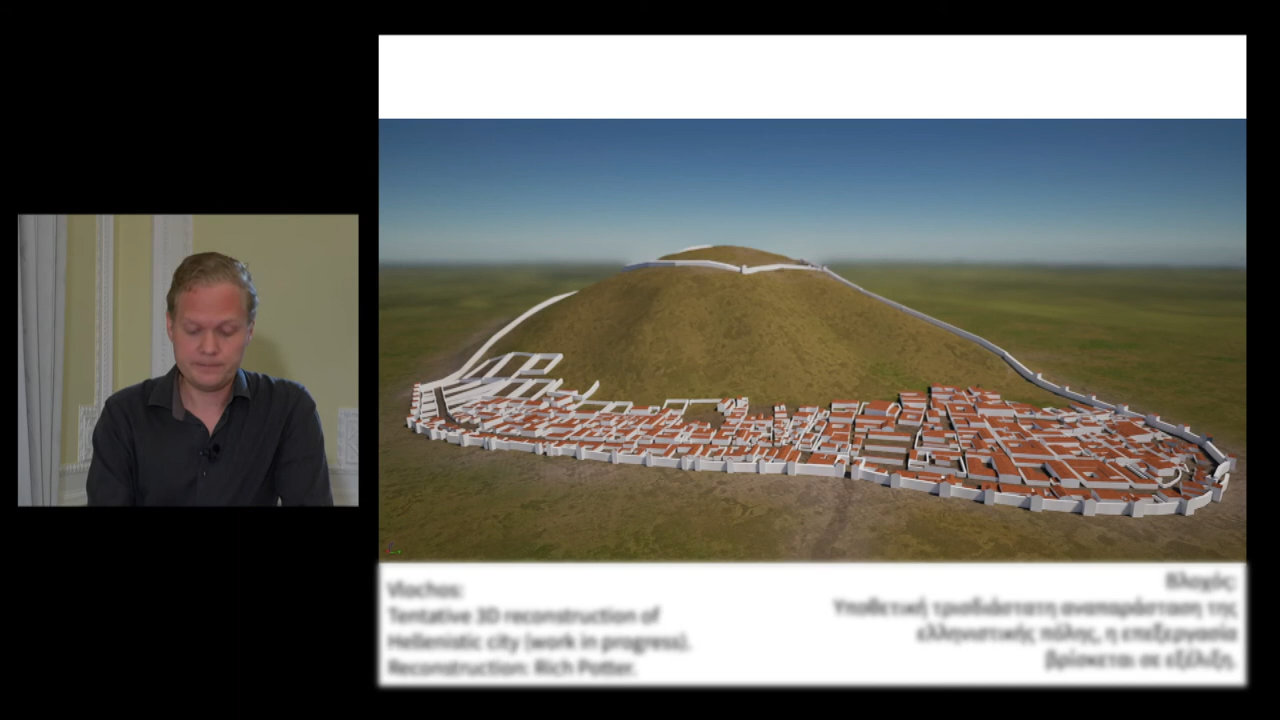 Vlochos:
Tentative 3D reconstruction of
Hellenistic city (work in progress).
Reconstruction: Rich Potter.
Βλοχός:
Υποθετική τρισδιάστατη αναπαράσταση της
ελληνιστικής πόλης, η επεξεργασία
βρίσκεται σε εξέλιξη.